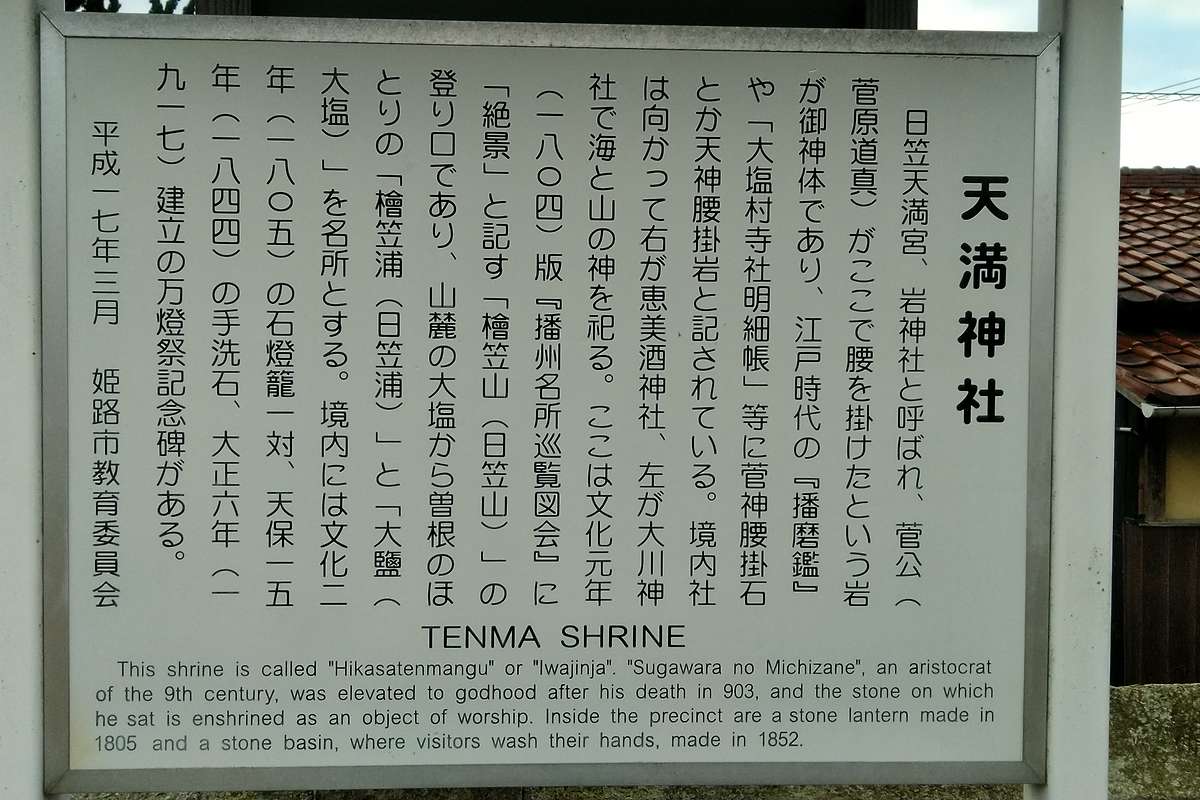 天満神社
日笠天満宮、岩神社と呼ばれ、菅公（
菅原道真）がここで腰を掛けたという岩
が御神体であり、江戸時代の『播磨鑑』
や「大塩村寺社明細帳」等に菅神腰掛石
とか天神腰掛岩と記されている。境内社
は向かって右が恵美酒神社、左が大川神
社で海と山の神を祀る。ここは文化元年
（一八〇四）版『播州名所巡覧図会』に
「絶景」と記す「檜笠山（日笠山）」の
登り口であり、山麓の大塩から曽根のほ
とりの「檜笠浦（日笠浦）」と「大鹽（
大塩）」を名所とする。境内には文化二
年（一八〇五）の石燈籠一対、天保一五
年（一八四四）の手洗石、大正六年（一
九一七）建立の万燈祭記念碑がある。
平成一七年三月　姫路市教育委員会
TENMA SHRINE
This shrine is called "Hikasatenmangu" or "Iwajinja". "Sugawara no Michizane", an aristocrat
of the 9th century, was elevated to godhood after his death in 903, and the stone on which
he sat is enshrined as an object of worship. Inside the precinct are a stone lantern made in
1805 and a stone basin, where visitors wash their hands, made in 1852.